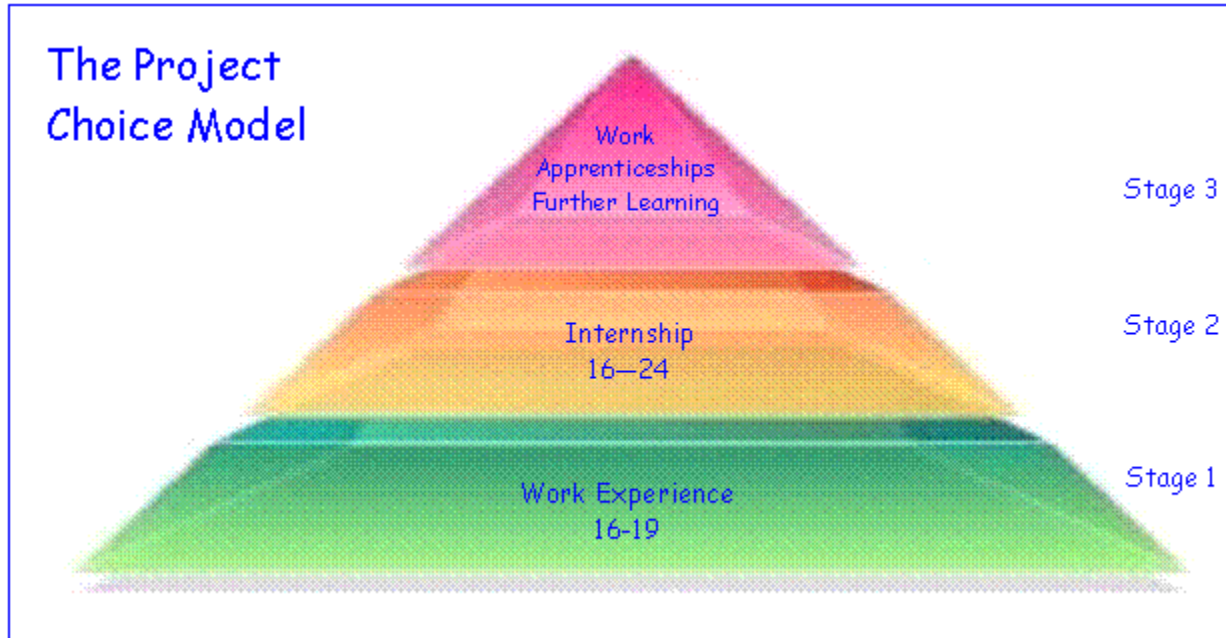 The Project
Choice Model
Work
Apprenticeships
Further Learning
Stage 3
Internship
16—24
Stage 2
Work Experience
16-19
Stage 1